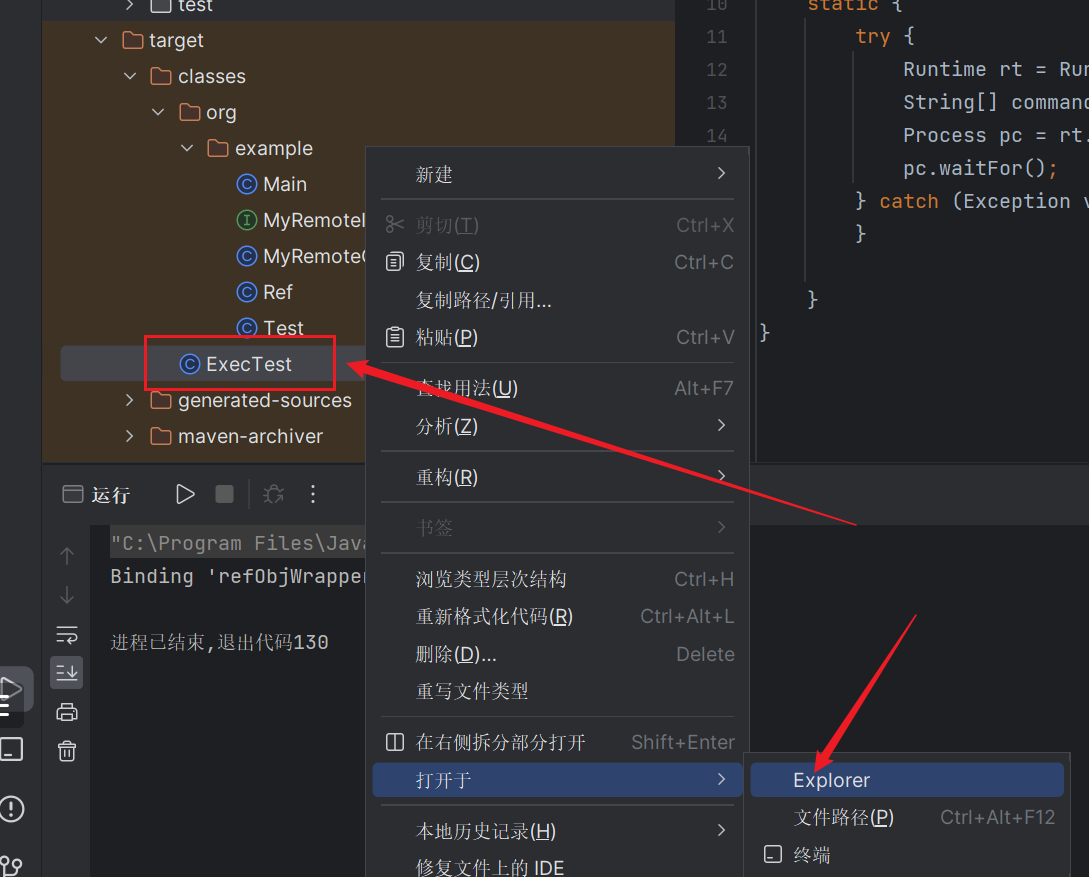 test
target
classes
org
example
Main
MyRemoteI
MyRemoteO
Ref
Test
ExecTest
generated-sources
maven-archiver
10 static {
11 try {
12 Runtime rt = Run
13 String[] command
14 Process pc = rt.
pc.waitFor();
} catch (Exception v
}
}
}
新建
剪切(T) Ctrl+X
复制(C) Ctrl+C
复制路径/引用...
粘贴(P) Ctrl+V
查找用法(U) Alt+F7
分析(Z)
重构(R)
书签
浏览类型层次结构 Ctrl+H
重新格式化代码(R) Ctrl+Alt+L
删除(D)... Delete
重写文件类型
在右侧拆分部分打开 Shift+Enter
打开于
本地历史记录(H)
修复文件上的 IDE
Explorer
文件路径(P) Ctrl+Alt+F12
终端
运行
"C:\Program Files\Java
Binding 'refObjWrapper
进程已结束,退出代码130